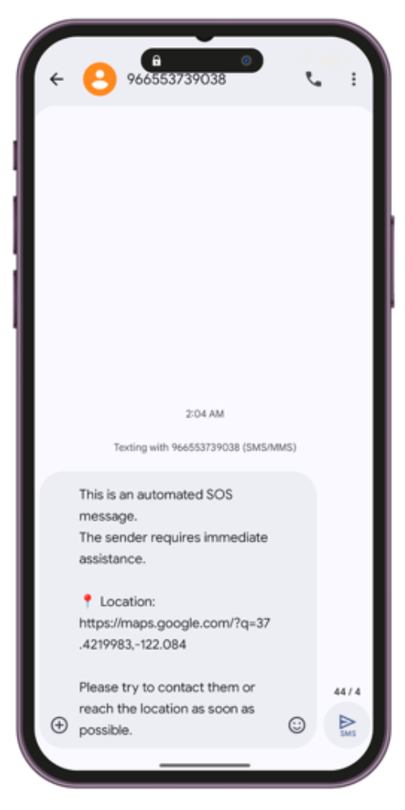 966553739038
2:04 AM
Texting with 966553739038 (SMS/MMS)
This is an automated SOS
message.
The sender requires immediate
assistance.
📍 Location:
https://maps.google.com/?q=37
.4219983,-122.084
Please try to contact them or
reach the location as soon as
possible.
44 / 4
SMS